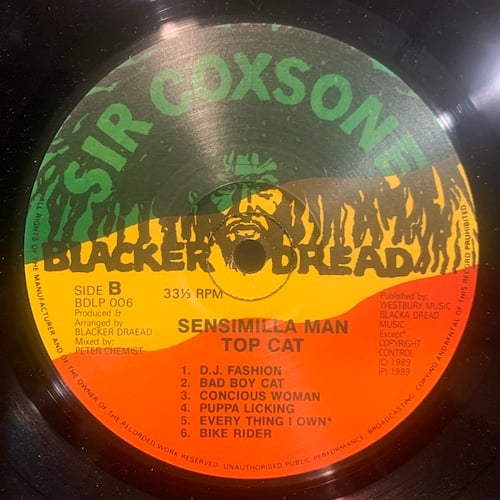 SIR COXSONE
BLACKER DREAD
SIDE B
BDLP 006
Produced &
Arranged by
BLACKER DRAEAD
Mixed by:
PETER CHEMIST
33⅓ RPM
SENSIMILLA MAN
TOP CAT
Published by:
WESTBURY MUSIC
BLACKA DREAD
MUSIC
Except*
COPYRIGHT
CONTROL
(C) 1989
(P) 1989
1. D.J. FASHION
2. BAD BOY CAT
3. CONCIOUS WOMAN
4. PUPPA LICKING
5. EVERY THING I OWN*
6. BIKE RIDER
ALL RIGHTS OF THE MANUFACTURER AND OF THE OWNER OF THE RECORDED WORK RESERVED. UNAUTHORISED PUBLIC PERFORMANCE, BROADCASTING, COPYING AND RENTAL OF THIS RECORD PROHIBITED